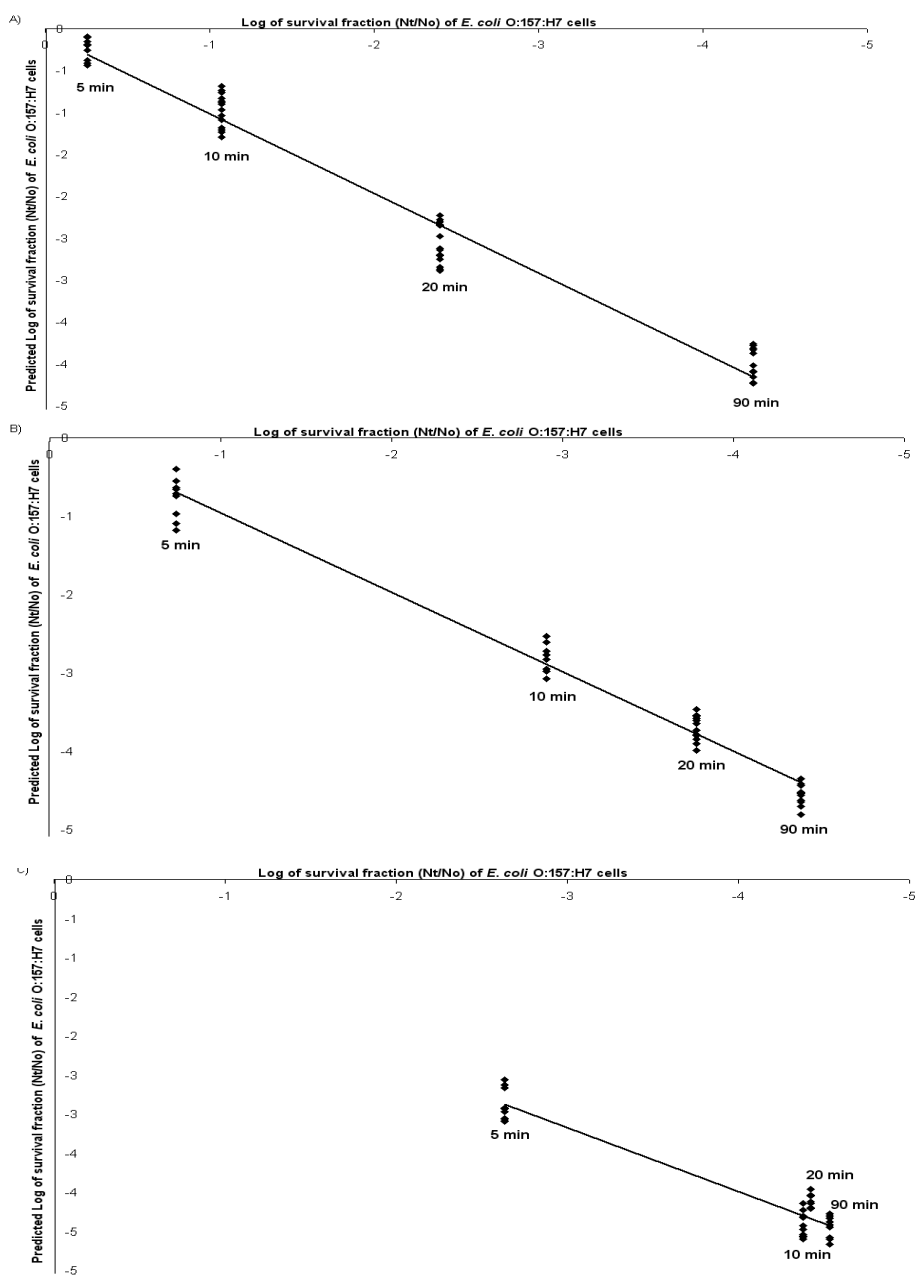 A)
Log of survival fraction (Nt/No) of E. coli O:157:H7 cells
0 -1 -2 -3 -4 -5
Predicted Log of survival fraction (Nt/No) of E. coli O:157:H7 cells
0
-1
-1
-2
-2
-3
-3
-4
-4
-5
5 min
10 min
20 min
90 min
B)
Log of survival fraction (Nt/No) of E. coli O:157:H7 cells
0 -1 -2 -3 -4 -5
Predicted Log of survival fraction (Nt/No) of E. coli O:157:H7 cells
0
-1
-2
-3
-4
-5
5 min
10 min
20 min
90 min
C)
Log of survival fraction (Nt/No) of E. coli O:157:H7 cells
0 -1 -2 -3 -4 -5
Predicted Log of survival fraction (Nt/No) of E. coli O:157:H7 cells
0
-1
-1
-2
-2
-3
-3
-4
-4
-5
-5
5 min
20 min
90 min
10 min